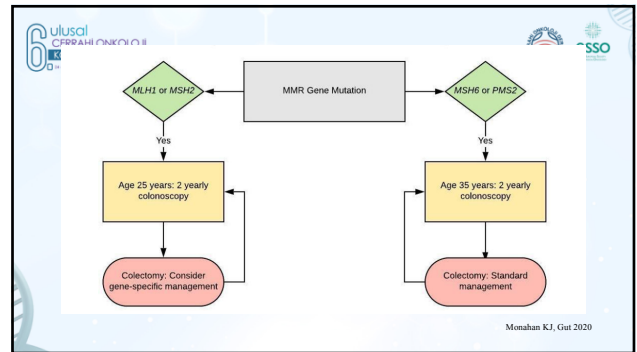 6
ulusal
CERRAHİ ONKOLOJİ
SSO
MLH1 or MSH2
MMR Gene Mutation
MSH6 or PMS2
Yes
Yes
Age 25 years: 2 yearly
colonoscopy
Age 35 years: 2 yearly
colonoscopy
Colectomy: Consider
gene-specific management
Colectomy: Standard
management
Monahan KJ, Gut 2020